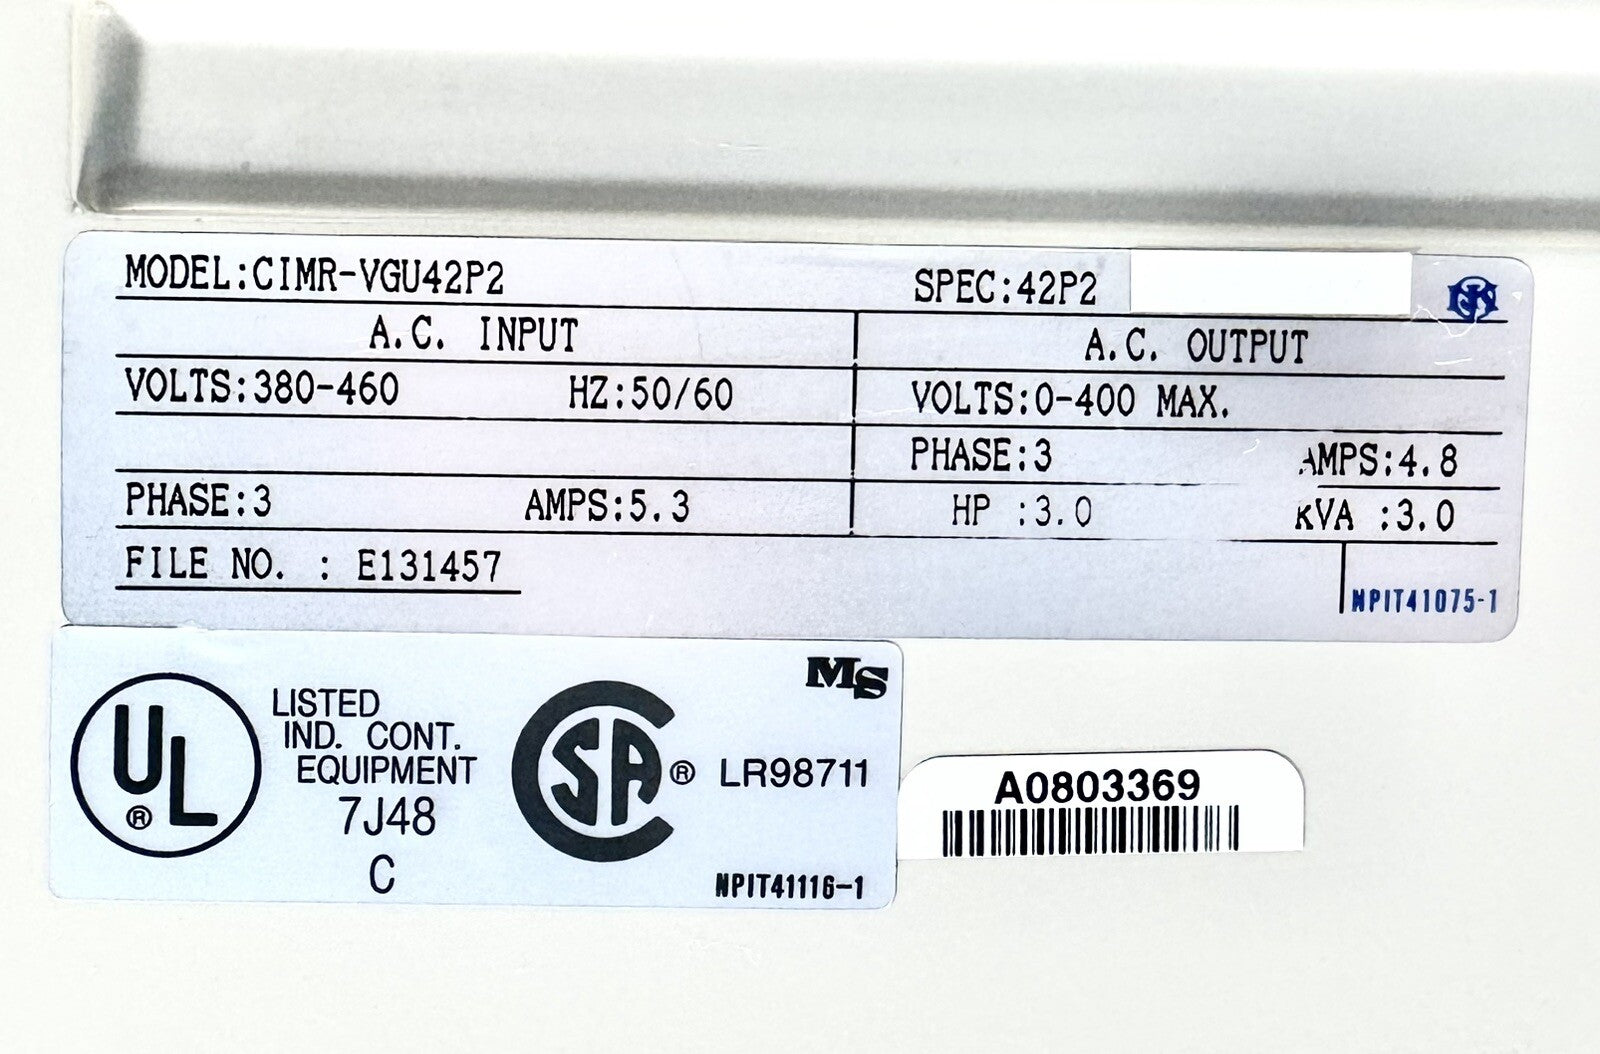 MODEL:CIMR-VGU42P2 SPEC:42P2
A.C. INPUT A.C. OUTPUT
VOLTS:380-460 HZ:50/60 VOLTS:0-400 MAX.
PHASE:3 AMPS:4.8
PHASE:3 AMPS:5.3 HP :3.0 KVA :3.0
FILE NO. : E131457
NPIT41075-1
MS
UL ®
LISTED
IND. CONT.
EQUIPMENT
7J48
C
CSA ® LR98711
NPIT41116-1
A0803369